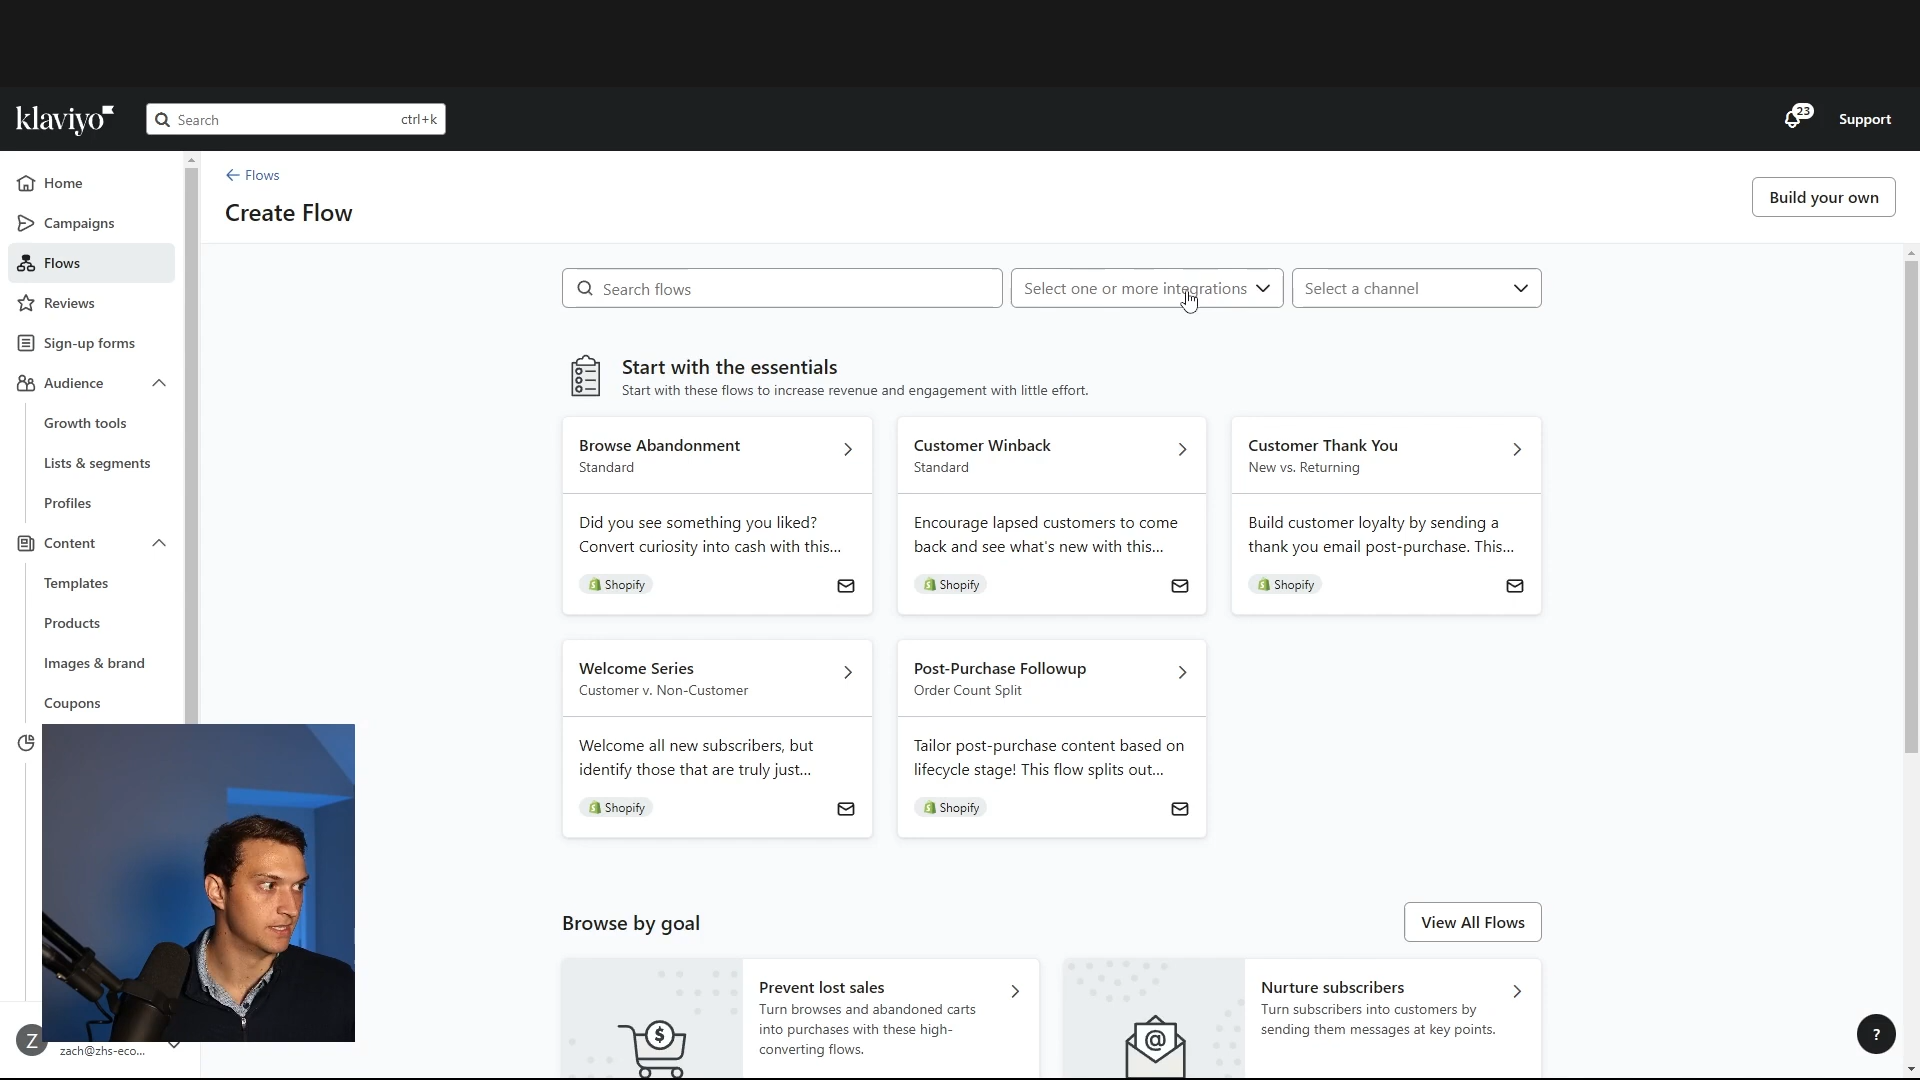 klaviyo
Search ctrl+k
23
Support
Home
Campaigns
Flows
Reviews
Sign-up forms
Audience
Growth tools
Lists & segments
Profiles
Content
Templates
Products
Images & brand
Coupons
Z
zach@zhs-eco...
Flows
Create Flow
Build your own
Search flows
Select one or more integrations
Select a channel
Start with the essentials
Start with these flows to increase revenue and engagement with little effort.
Browse Abandonment
Standard
Did you see something you liked?
Convert curiosity into cash with this...
Shopify
Customer Winback
Standard
Encourage lapsed customers to come
back and see what's new with this...
Shopify
Customer Thank You
New vs. Returning
Build customer loyalty by sending a
thank you email post-purchase. This...
Shopify
Welcome Series
Customer v. Non-Customer
Welcome all new subscribers, but
identify those that are truly just...
Shopify
Post-Purchase Followup
Order Count Split
Tailor post-purchase content based on
lifecycle stage! This flow splits out...
Shopify
Browse by goal
View All Flows
Prevent lost sales
Turn browses and abandoned carts
into purchases with these high-
converting flows.
Nurture subscribers
Turn subscribers into customers by
sending them messages at key points.
?